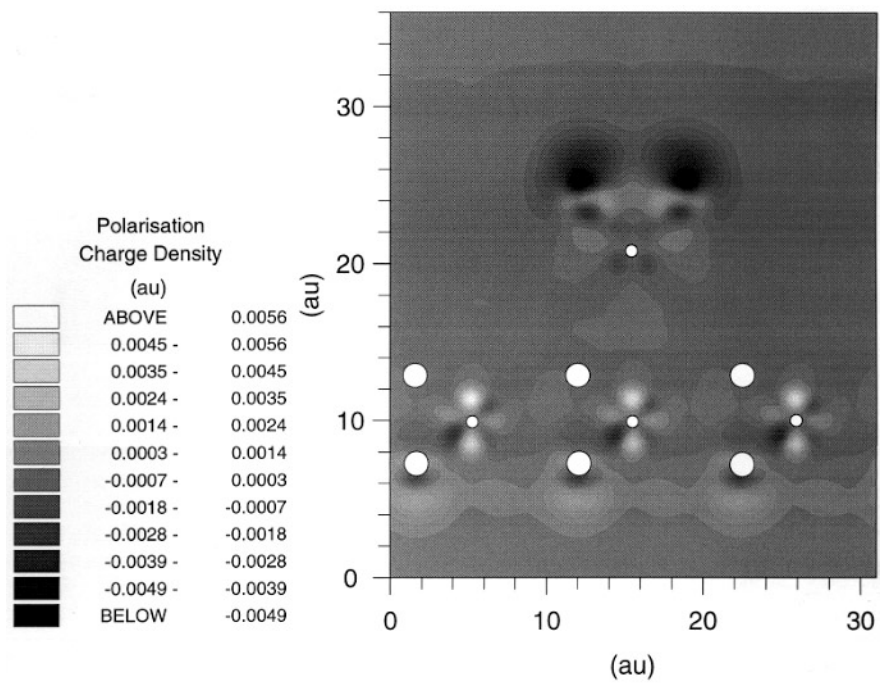 Polarisation
Charge Density
(au)
ABOVE 0.0056
0.0045 - 0.0056
0.0035 - 0.0045
0.0024 - 0.0035
0.0014 - 0.0024
0.0003 - 0.0014
-0.0007 - 0.0003
-0.0018 - -0.0007
-0.0028 - -0.0018
-0.0039 - -0.0028
-0.0049 - -0.0039
BELOW -0.0049
(au)
30
20
10
0
0 10 20 30
(au)